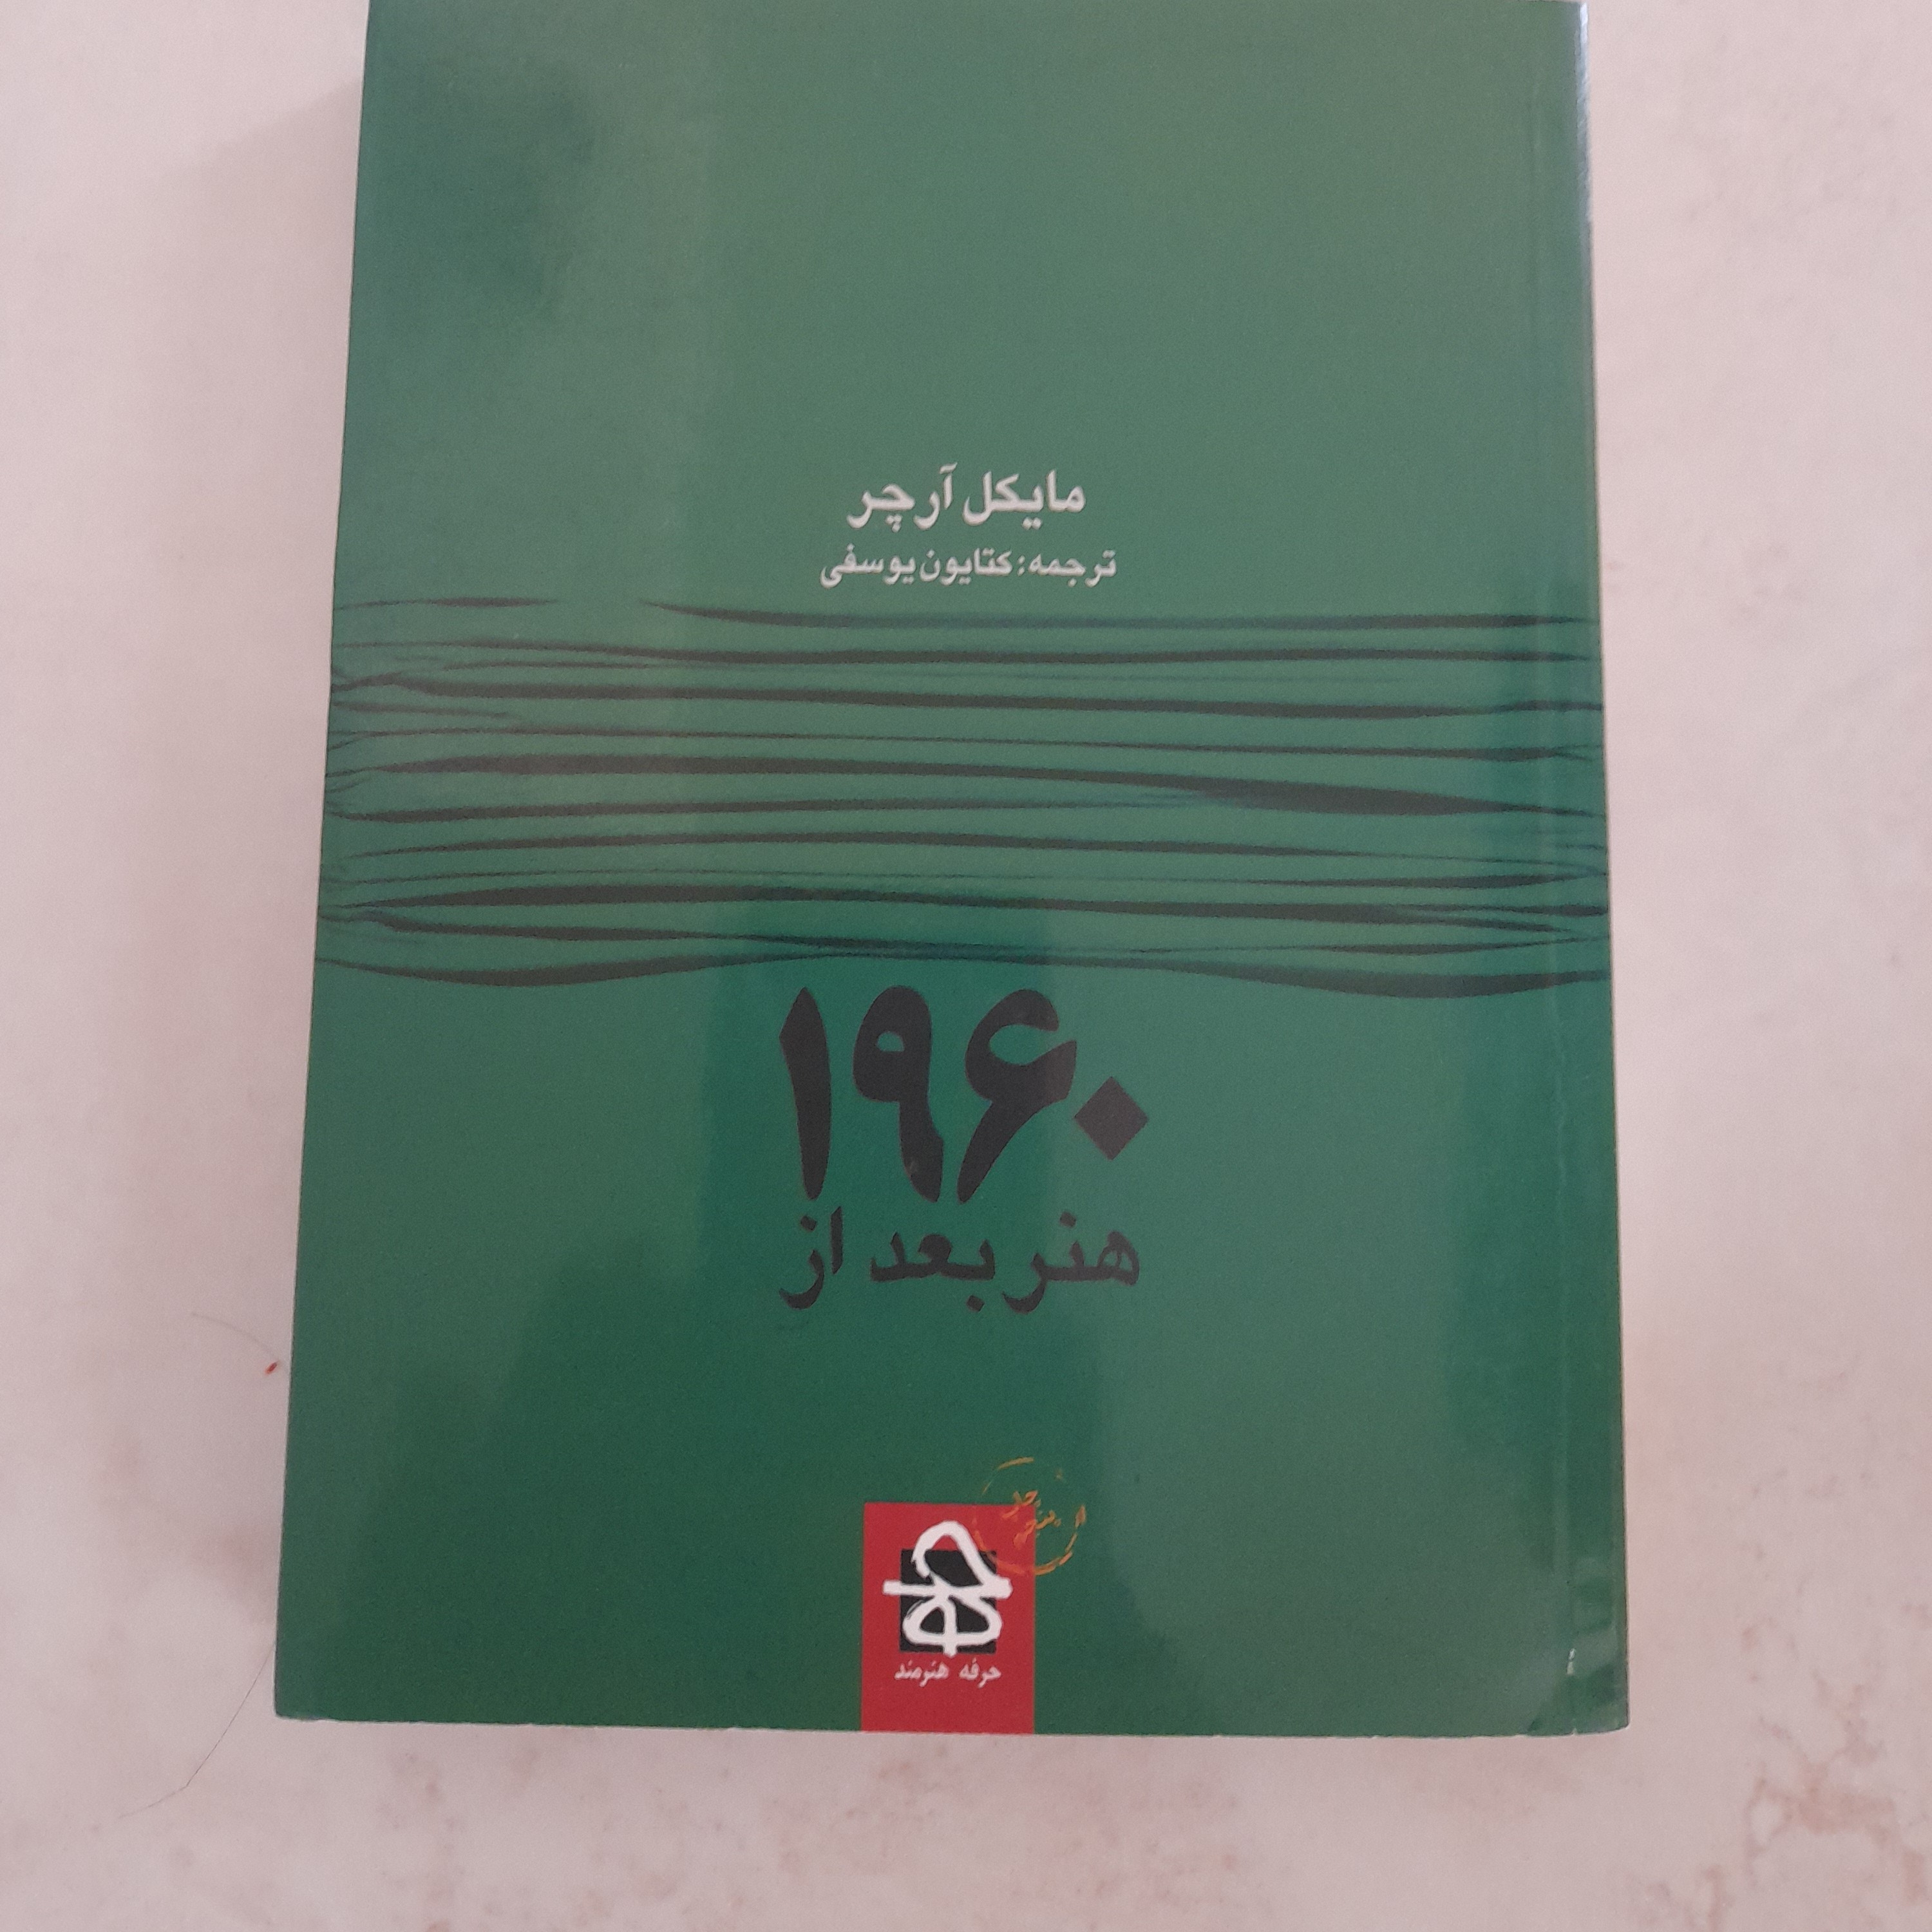 مایکل آرچر
ترجمه: کتایون یوسفی
۱۹۶۰
هنر بعد از
حرفه هنرمند